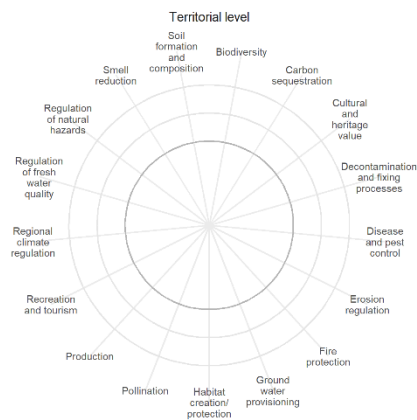 Territorial level
Soil
formation
and
composition
Biodiversity
Carbon
sequestration
Cultural
and
heritage
value
Decontamination
and fixing
processes
Disease
and pest
control
Erosion
regulation
Fire
protection
Ground
water
provisioning
Habitat
creation/
protection
Pollination
Production
Recreation
and tourism
Regional
climate
regulation
Regulation
of fresh
water
quality
Regulation
of natural
hazards
Smell
reduction